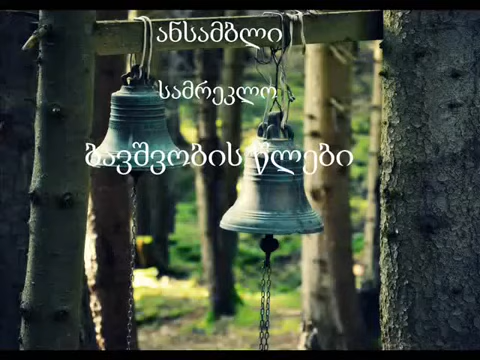 ანსამბლი
სამრეკლო
ბავშვობის წლები